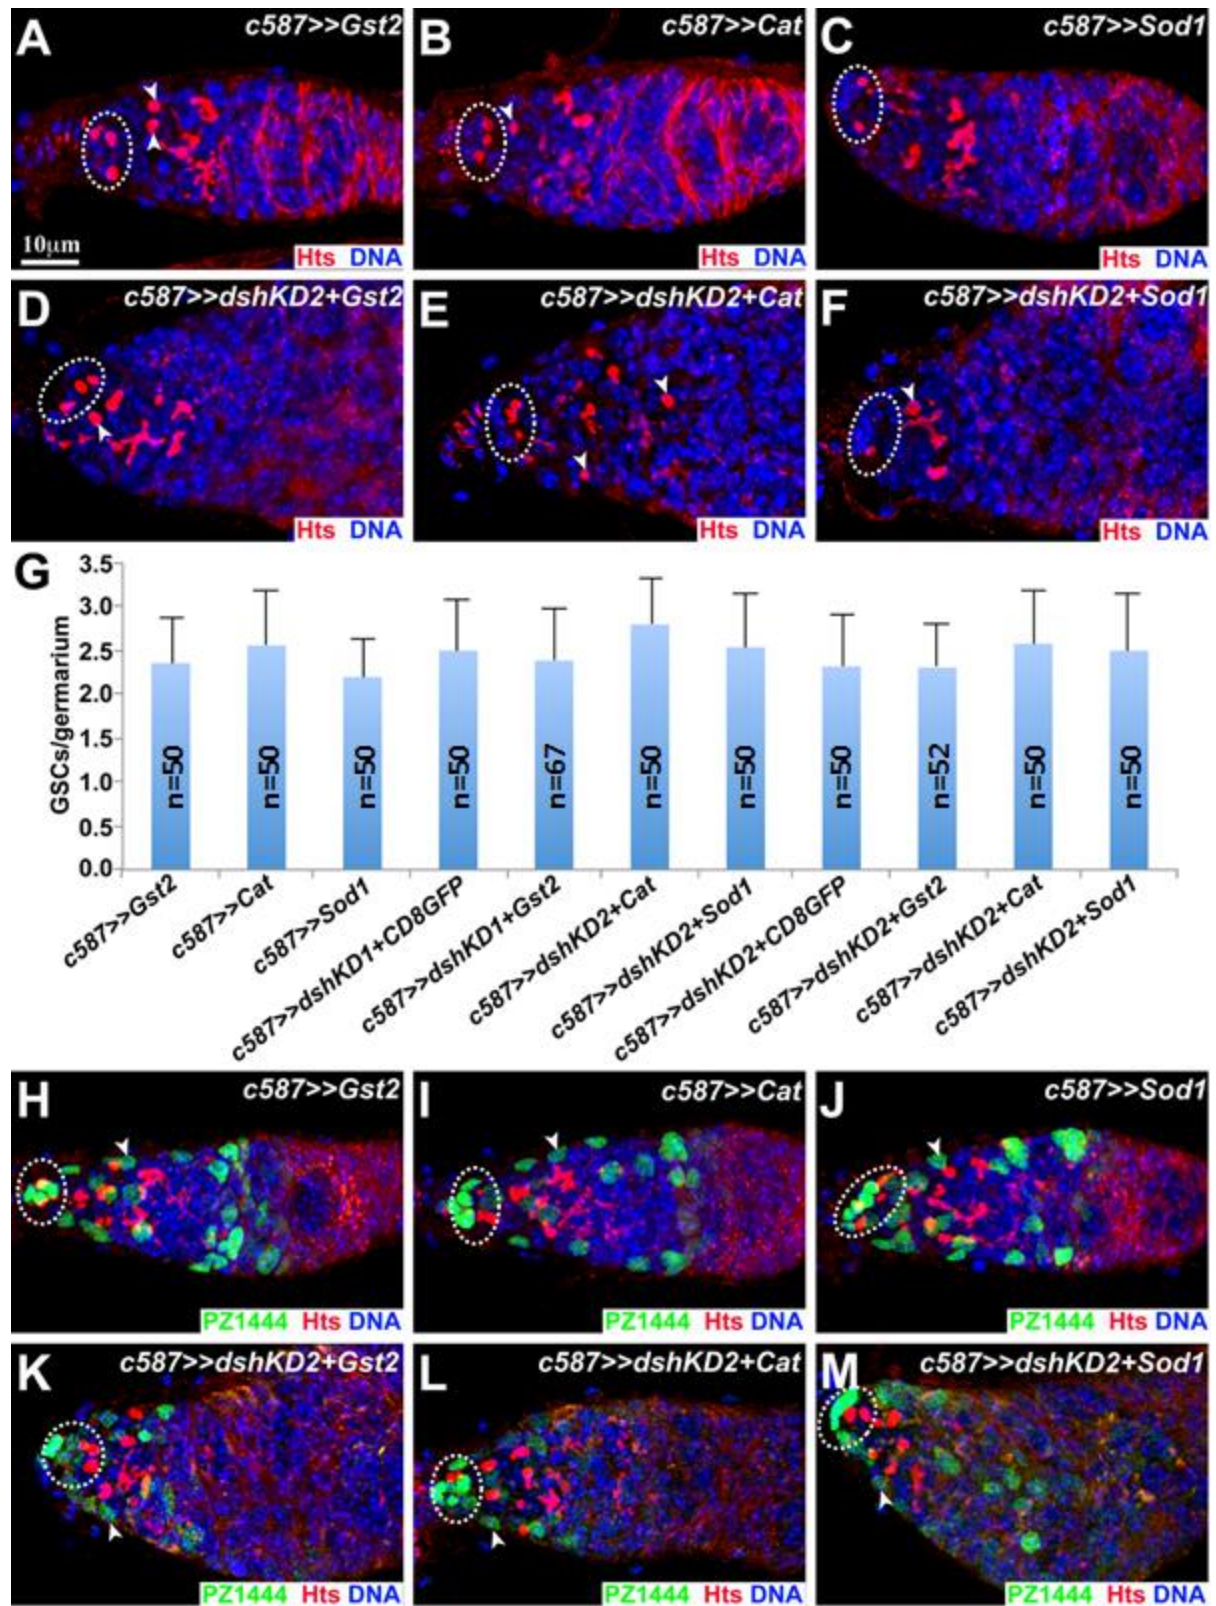 A c587>>Gst2
10μm
Hts DNA
B c587>>Cat
Hts DNA
C c587>>Sod1
Hts DNA
D c587>>dshKD2+Gst2
Hts DNA
E c587>>dshKD2+Cat
Hts DNA
F c587>>dshKD2+Sod1
Hts DNA
G
GSCs/germarium
3.5
3.0
2.5
2.0
1.5
1.0
0.5
0.0
n=50
n=50
n=50
n=50
n=67
n=50
n=50
n=50
n=52
n=50
n=50
c587>>Gst2
c587>>Cat
c587>>Sod1
c587>>dshKD1+CD8GFP
c587>>dshKD1+Gst2
c587>>dshKD2+Cat
c587>>dshKD2+Sod1
c587>>dshKD2+CD8GFP
c587>>dshKD2+Gst2
c587>>dshKD2+Cat
c587>>dshKD2+Sod1
H c587>>Gst2
PZ1444 Hts DNA
I c587>>Cat
PZ1444 Hts DNA
J c587>>Sod1
PZ1444 Hts DNA
K c587>>dshKD2+Gst2
PZ1444 Hts DNA
L c587>>dshKD2+Cat
PZ1444 Hts DNA
M c587>>dshKD2+Sod1
PZ1444 Hts DNA